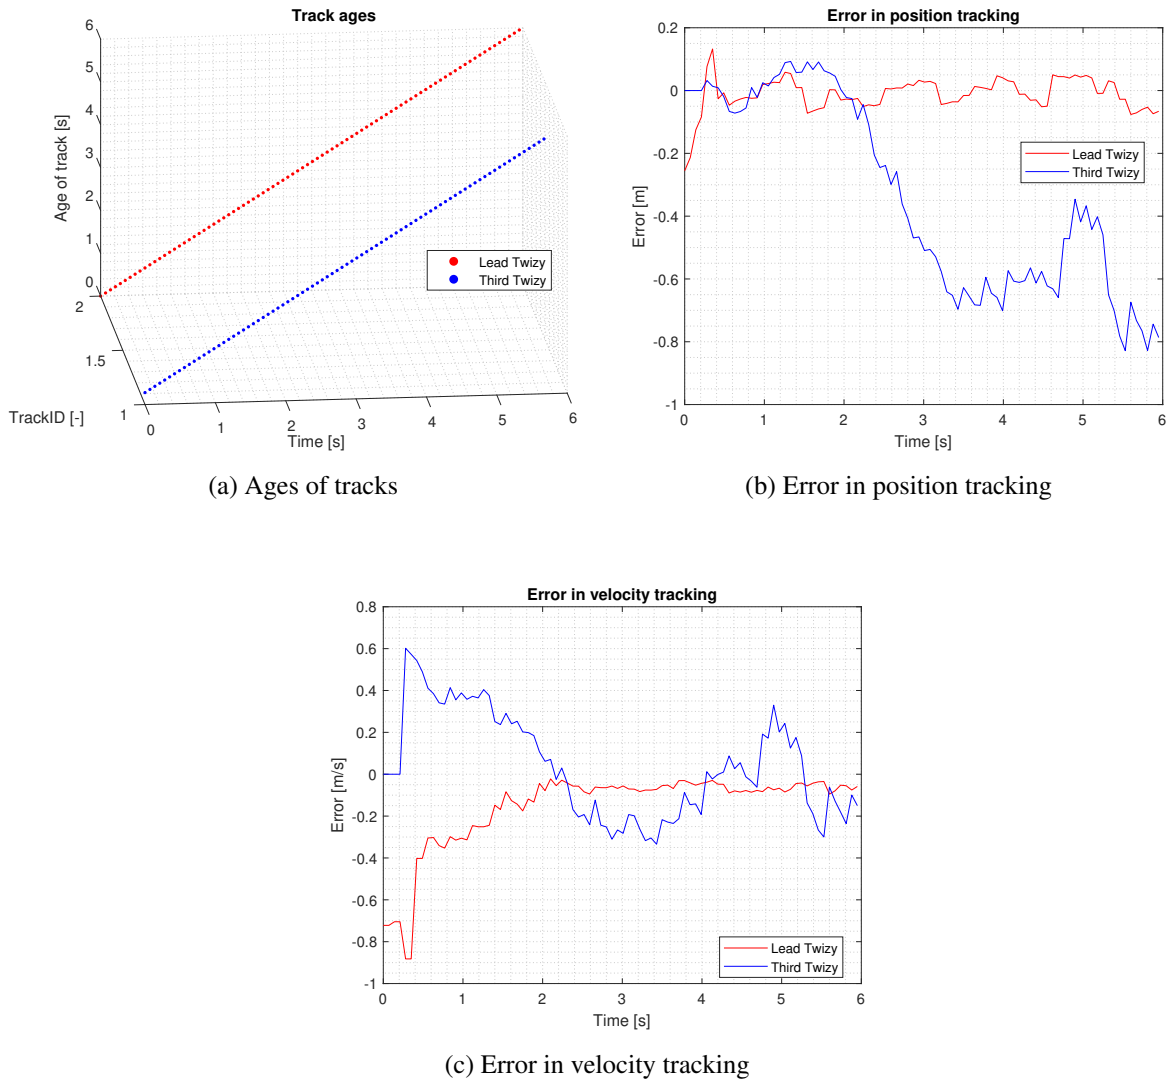 Track ages
6
5
4
3
2
1
0
Age of track [s]
2
1.5
1
TrackID [-]
0
1
2
3
4
5
6
Time [s]
Lead Twizy
Third Twizy
(a) Ages of tracks
Error in position tracking
0.2
0
-0.2
-0.4
-0.6
-0.8
-1
Error [m]
0
1
2
3
4
5
6
Time [s]
Lead Twizy
Third Twizy
(b) Error in position tracking
Error in velocity tracking
0.8
0.6
0.4
0.2
0
-0.2
-0.4
-0.6
-0.8
-1
Error [m/s]
0
1
2
3
4
5
6
Time [s]
Lead Twizy
Third Twizy
(c) Error in velocity tracking